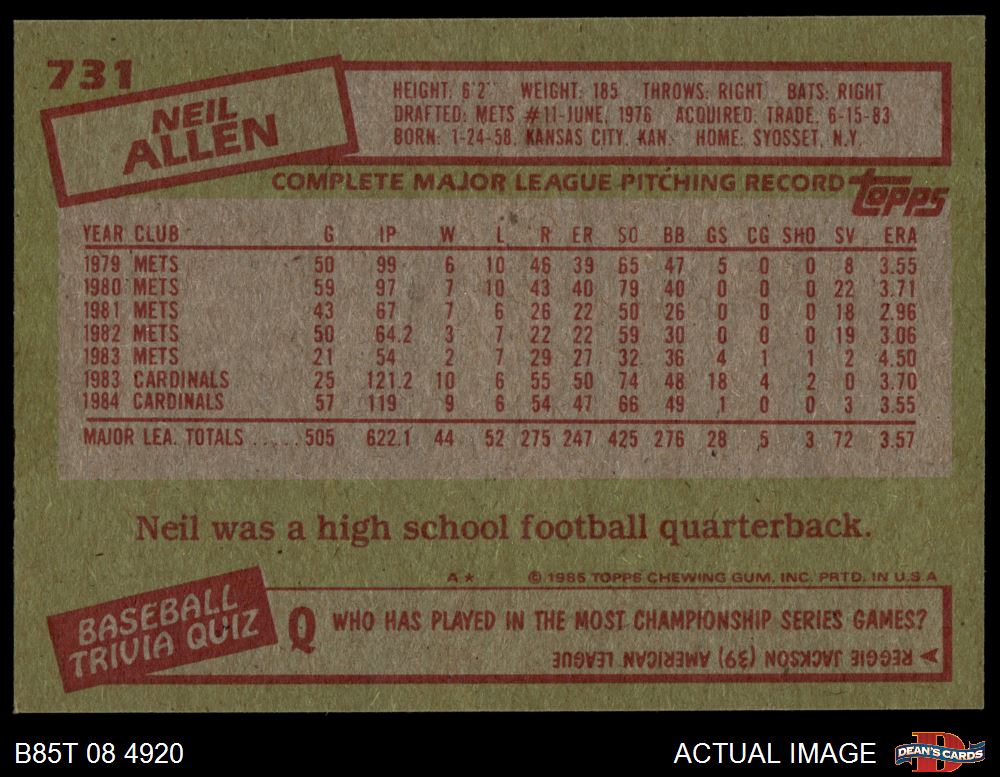 731
NEIL
ALLEN
HEIGHT: 6'2" WEIGHT: 185 THROWS: RIGHT BATS: RIGHT
DRAFTED: METS #11-JUNE, 1976 ACQUIRED: TRADE, 6-15-83
BORN: 1-24-58, KANSAS CITY, KAN. HOME: SYOSSET, N.Y.
COMPLETE MAJOR LEAGUE PITCHING RECORD topps
YEAR CLUB G IP W L R ER SO BB GS CG SHO SV ERA
1979 METS 50 99 6 10 46 39 65 47 5 0 0 8 3.55
1980 METS 59 97 7 10 43 40 79 40 0 0 0 22 3.71
1981 METS 43 67 7 6 26 22 50 26 0 0 0 18 2.96
1982 METS 50 64.2 3 7 22 22 59 30 0 0 0 19 3.06
1983 METS 21 54 2 7 29 27 32 36 4 1 1 2 4.50
1983 CARDINALS 25 121.2 10 6 55 50 74 48 18 4 2 0 3.70
1984 CARDINALS 57 119 9 6 54 47 66 49 1 0 0 3 3.55
MAJOR LEA. TOTALS .....505 622.1 44 52 275 247 425 276 28 5 3 72 3.57
Neil was a high school football quarterback.
A* © 1985 TOPPS CHEWING GUM, INC. PRTD. IN U.S.A
BASEBALL
TRIVIA QUIZ
Q WHO HAS PLAYED IN THE MOST CHAMPIONSHIP SERIES GAMES?
REGGIE JACKSON (39) AMERICAN LEAGUE
B85T 08 4920 ACTUAL IMAGE DEAN'S CARDS